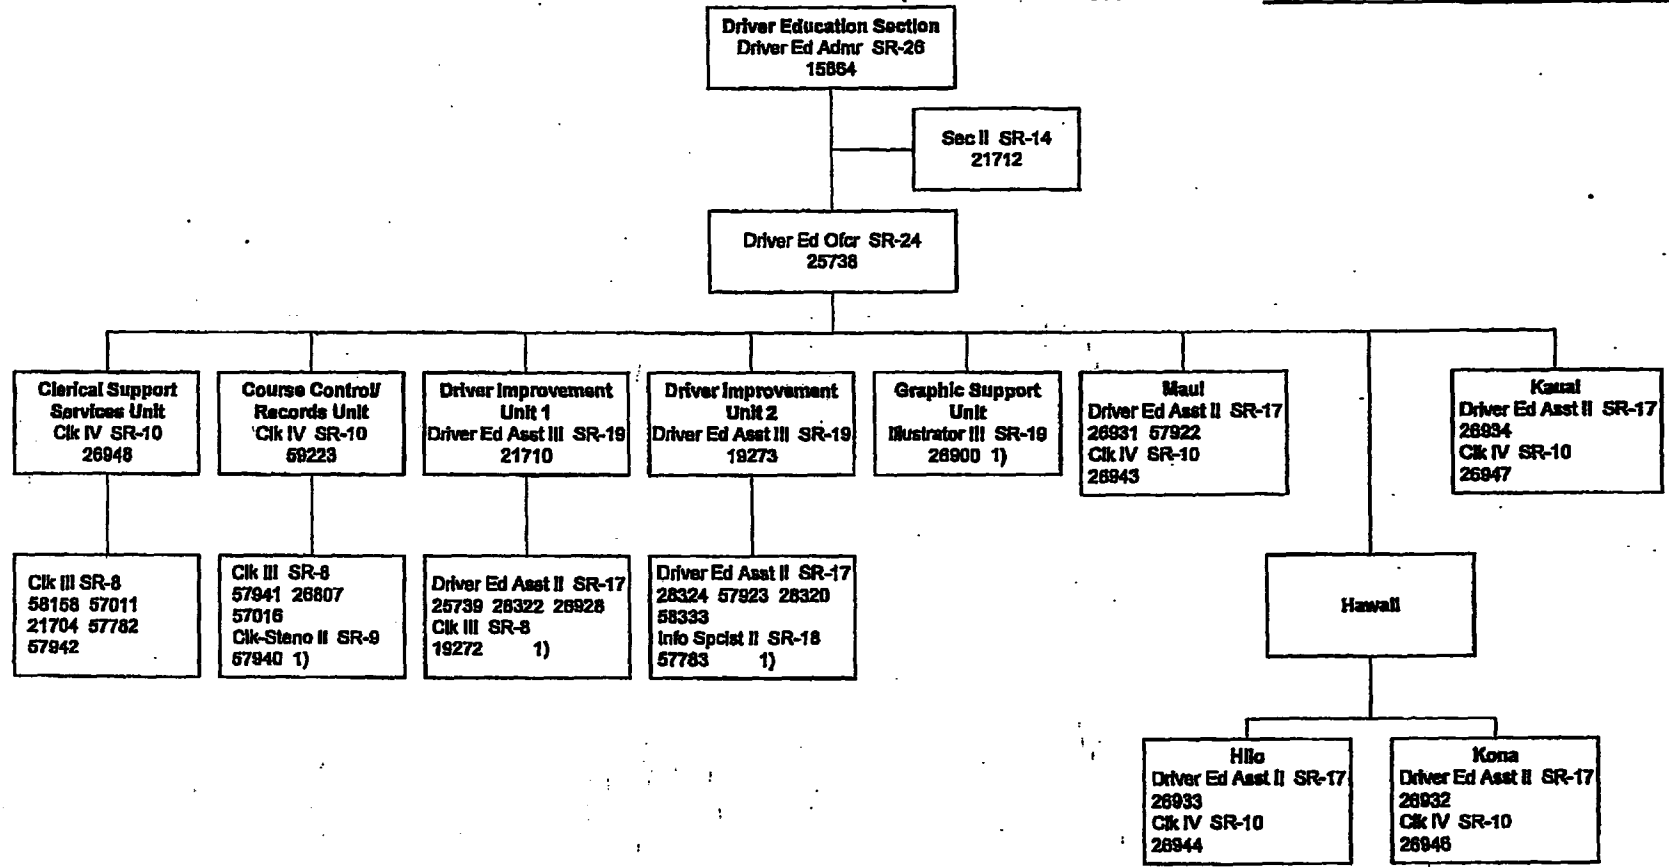 Driver Education Section
Driver Ed Admr SR-26
15864
Sec II SR-14
21712
Driver Ed Ofcr SR-24
25738
Clerical Support
Services Unit
Clk IV SR-10
26948
Course Control/
Records Unit
Clk IV SR-10
59223
Driver Improvement
Unit 1
Driver Ed Asst III SR-19
21710
Driver Improvement
Unit 2
Driver Ed Asst III SR-19
19273
Graphic Support
Unit
Illustrator III SR-19
26900 1)
Maui
Driver Ed Asst II SR-17
26931 57922
Clk IV SR-10
26943
Kauai
Driver Ed Asst II SR-17
26934
Clk IV SR-10
26947
Clk III SR-8
58158 57011
21704 57782
57942
Clk III SR-8
57941 26807
57016
Clk-Steno II SR-9
57940 1)
Driver Ed Asst II SR-17
25739 28322 26928
Clk III SR-8
19272 1)
Driver Ed Asst II SR-17
28324 57923 28320
58333
Info Spclst II SR-18
57783 1)
Hawaii
Hilo
Driver Ed Asst II SR-17
26933
Clk IV SR-10
26944
Kona
Driver Ed Asst II SR-17
26932
Clk IV SR-10
26946